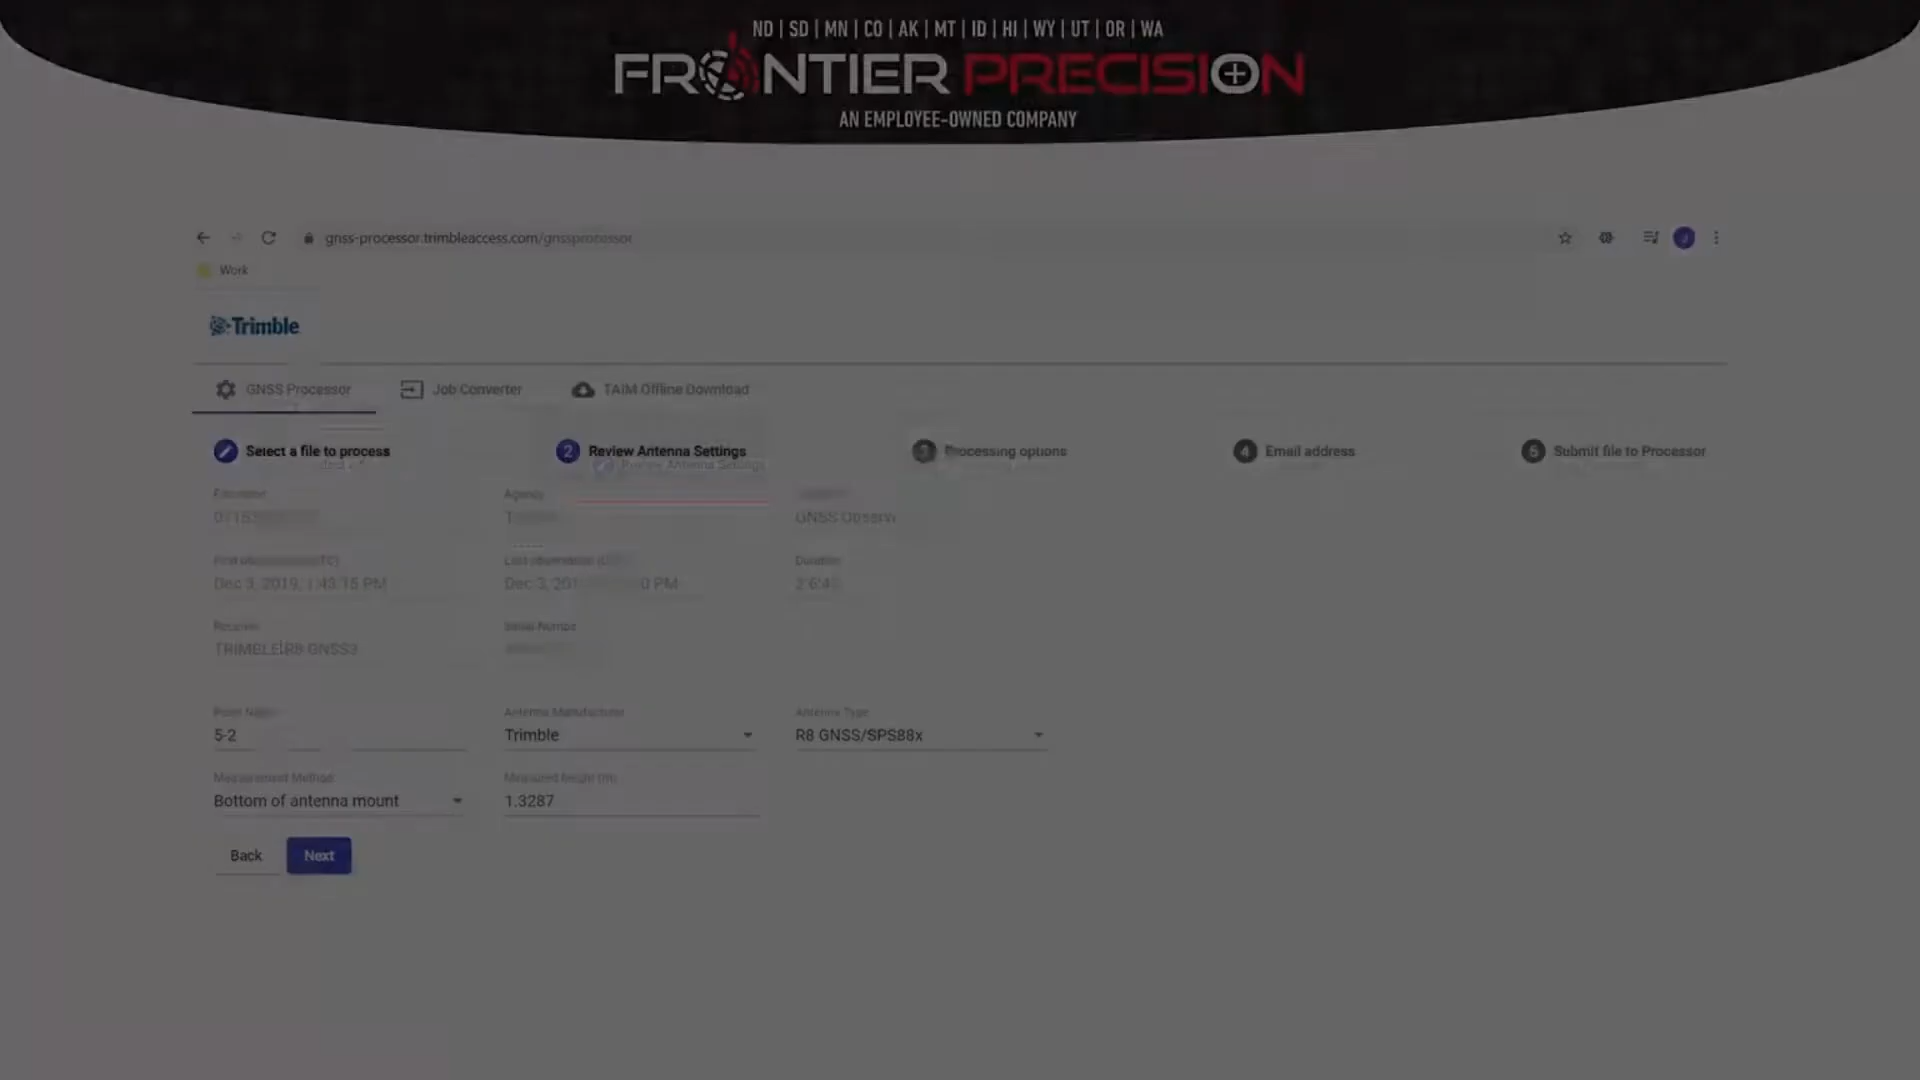 ND | SD | MN | CO | AK | MT | ID | HI | WY | UT | OR | WA
FRONTIER PRECISION
AN EMPLOYEE-OWNED COMPANY
gnss-processor.trimbleaccess.com/gnssprocessor
Work
Trimble
GNSS Processor Job Converter TAIM Offline Download
Select a file to process 2 Review Antenna Settings 3 Processing options 4 Email address 5 Submit file to Processor
Agency
GNSS Observ
Last observation
Duration
Dec 3, 2019, 1:43:15 PM Dec 3, 0 PM
Receiver Serial Number
TRIMBLE R8 GNSS3
Point Name Antenna Manufacturer Antenna Type
5-2 Trimble R8 GNSS/SPS88x
Measurement Method Measured height (m)
Bottom of antenna mount 1.3287
Back Next